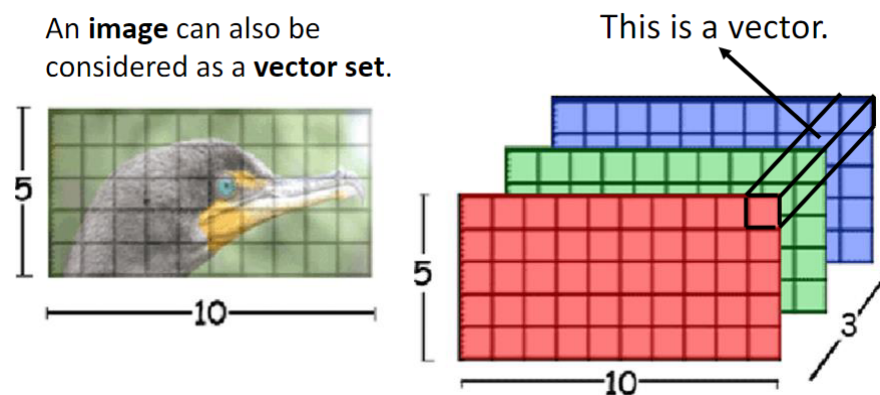 An image can also be
considered as a vector set.
This is a vector.
5
10
5
10
3